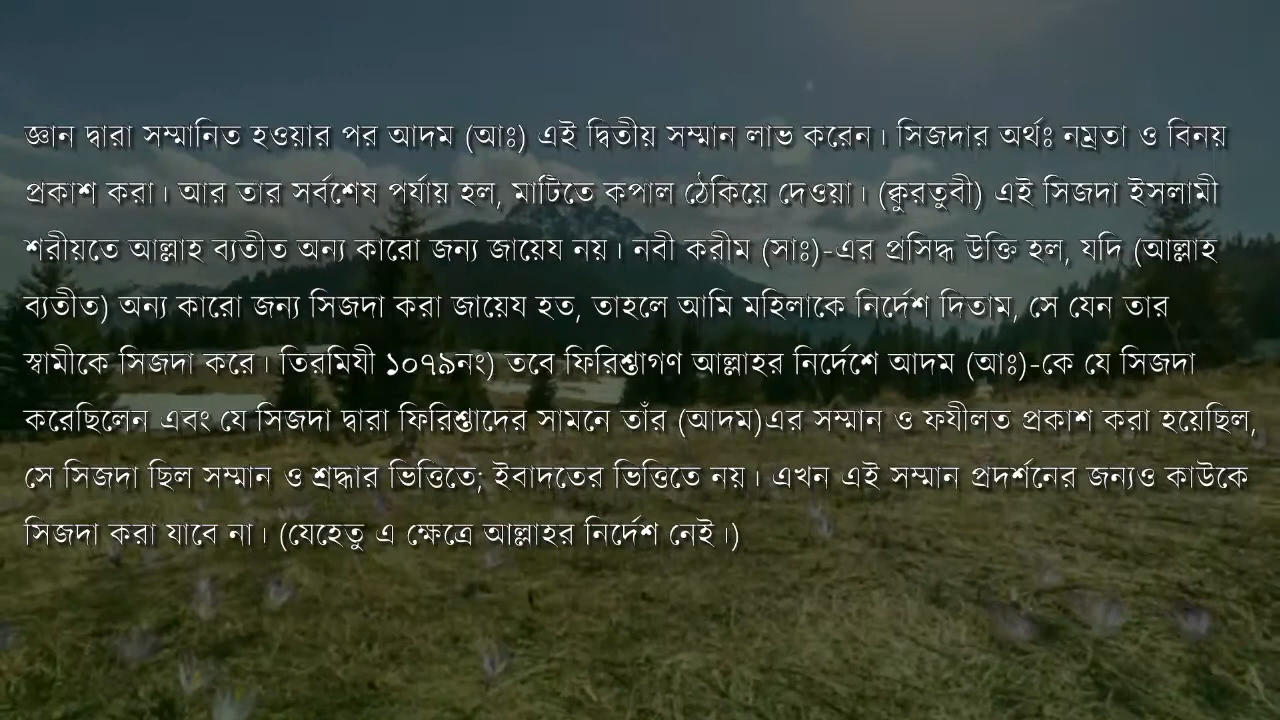 জ্ঞান দ্বারা সম্মানিত হওয়ার পর আদম (আঃ) এই দ্বিতীয় সম্মান লাভ করেন। সিজদার অর্থঃ নম্রতা ও বিনয়
প্রকাশ করা। আর তার সর্বশেষ পর্যায় হল, মাটিতে কপাল ঠেকিয়ে দেওয়া। (ক্বুরতুবী) এই সিজদা ইসলামী
শরীয়তে আল্লাহ ব্যতীত অন্য কারো জন্য জায়েয নয়। নবী করীম (সাঃ)-এর প্রসিদ্ধ উক্তি হল, যদি (আল্লাহ
ব্যতীত) অন্য কারো জন্য সিজদা করা জায়েয হত, তাহলে আমি মহিলাকে নির্দেশ দিতাম, সে যেন তার
স্বামীকে সিজদা করে। তিরমিযী ১০৭৯নং) তবে ফিরিশ্তাগণ আল্লাহর নির্দেশে আদম (আঃ)-কে যে সিজদা
করেছিলেন এবং যে সিজদা দ্বারা ফিরিশ্তাদের সামনে তাঁর (আদম)এর সম্মান ও ফযীলত প্রকাশ করা হয়েছিল,
সে সিজদা ছিল সম্মান ও শ্রদ্ধার ভিত্তিতে; ইবাদতের ভিত্তিতে নয়। এখন এই সম্মান প্রদর্শনের জন্যও কাউকে
সিজদা করা যাবে না। (যেহেতু এ ক্ষেত্রে আল্লাহর নির্দেশ নেই।)